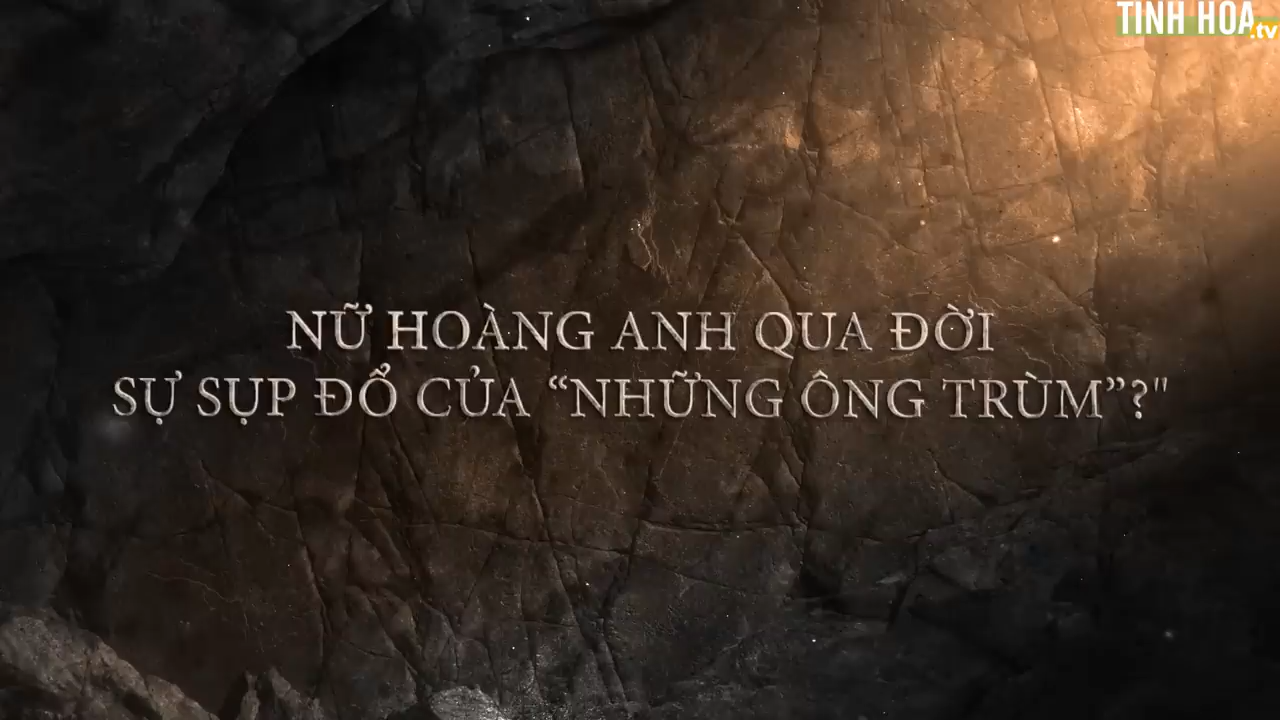 TINH HOA.tv
NỮ HOÀNG ANH QUA ĐỜI
SỰ SỤP ĐỔ CỦA “NHỮNG ÔNG TRÙM”?"